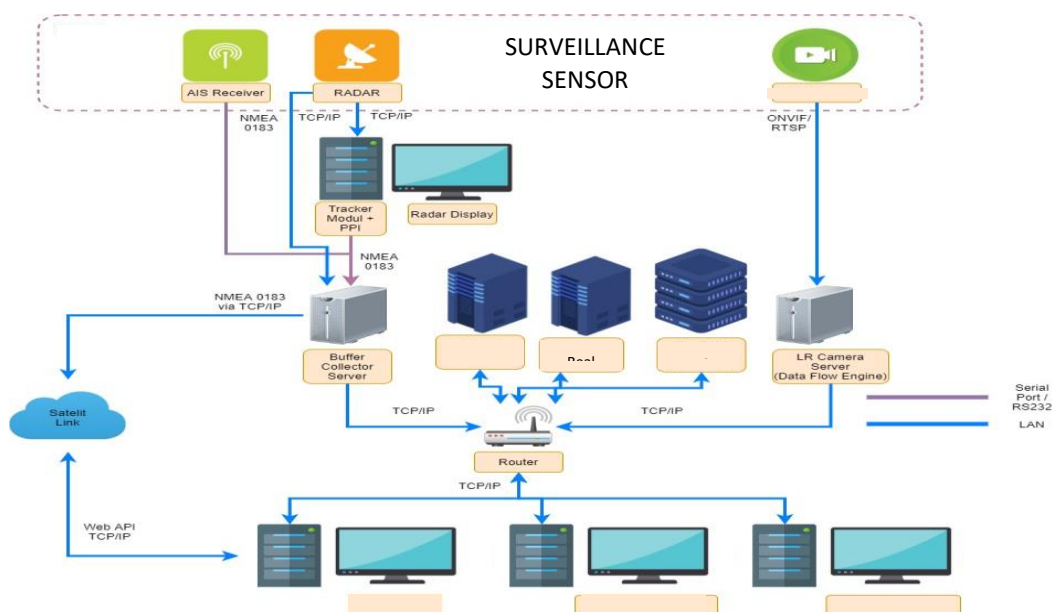 SURVEILLANCE
SENSOR
AIS Receiver
RADAR
NMEA
0183
TCP/IP
TCP/IP
ONVIF/
RTSP
Tracker
Modul +
PPI
Radar Display
NMEA
0183
NMEA 0183
via TCP/IP
Buffer
Collector
Server
LR Camera
Server
(Data Flow Engine)
Satelit
Link
TCP/IP
TCP/IP
Serial
Port /
RS232
LAN
Router
TCP/IP
Web API
TCP/IP